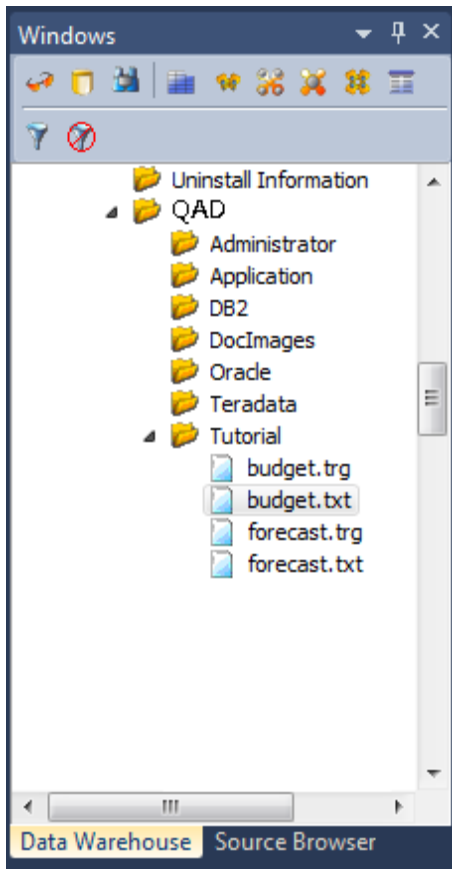 Windows
Uninstall Information
QAD
Administrator
Application
DB2
DocImages
Oracle
Teradata
Tutorial
budget.trg
budget.txt
forecast.trg
forecast.txt
Data Warehouse Source Browser